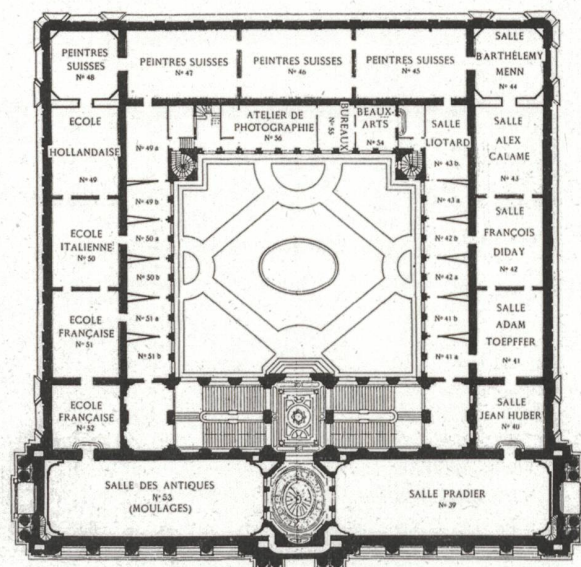 PEINTRES
SUISSES
Nº 48
PEINTRES SUISSES
Nº 47
PEINTRES SUISSES
Nº 46
PEINTRES SUISSES
Nº 45
SALLE
BARTHÉLEMY
MENN
Nº 44
ECOLE
HOLLANDAISE
Nº 49
Nº 49 a
ATELIER DE
PHOTOGRAPHIE
Nº 56
Nº 55
BUREAUX
BEAUX-
ARTS
Nº 54
SALLE
LIOTARD
Nº 43 b.
SALLE
ALEX
CALAME
Nº 43
Nº 49 b
Nº 43 a
ECOLE
ITALIENNE
Nº 50
Nº 50 a
Nº 50 b
Nº 42 b
Nº 42 a
SALLE
FRANÇOIS
DIDAY
Nº 42
ECOLE
FRANÇAISE
Nº 51
Nº 51 a
Nº 51 b
Nº 41 b
Nº 41 a
SALLE
ADAM
TOEPFFER
Nº 41
ECOLE
FRANÇAISE
Nº 52
SALLE
JEAN HUBER
Nº 40
SALLE DES ANTIQUES
Nº 53
(MOULAGES)
SALLE PRADIER
Nº 39